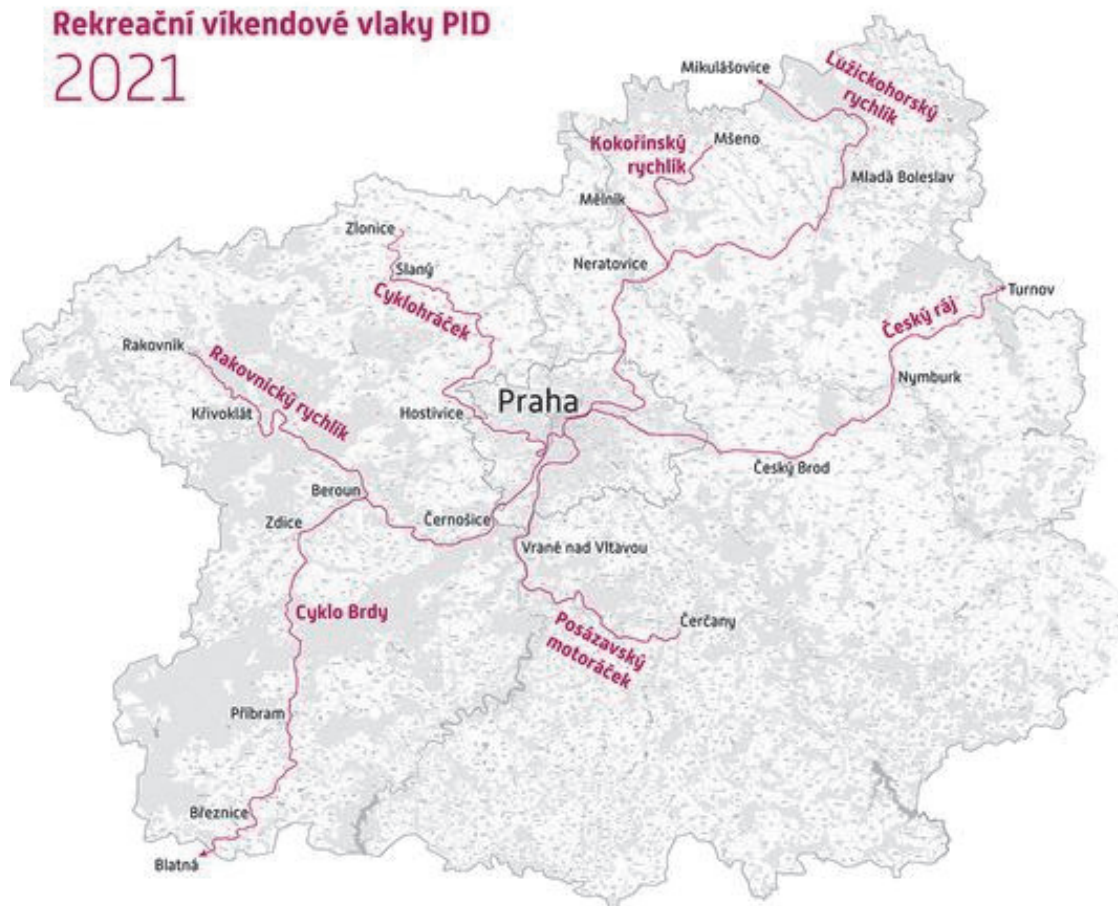 Rekreační víkendové vlaky PID
2021
Mikulášovice
Lužickohorský
rychlík
Kokořínský
rychlík
Mšeno
Mladá Boleslav
Mělník
Zlonice
Slaný
Neratovice
Cyklohráček
Turnov
Český ráj
Rakovník
Rakovnický rychlík
Nymburk
Praha
Křivoklát
Hostivice
Český Brod
Beroun
Černošice
Zdice
Vrané nad Vltavou
Cyklo Brdy
Posázavský
motoráček
Čerčany
Příbram
Březnice
Blatná